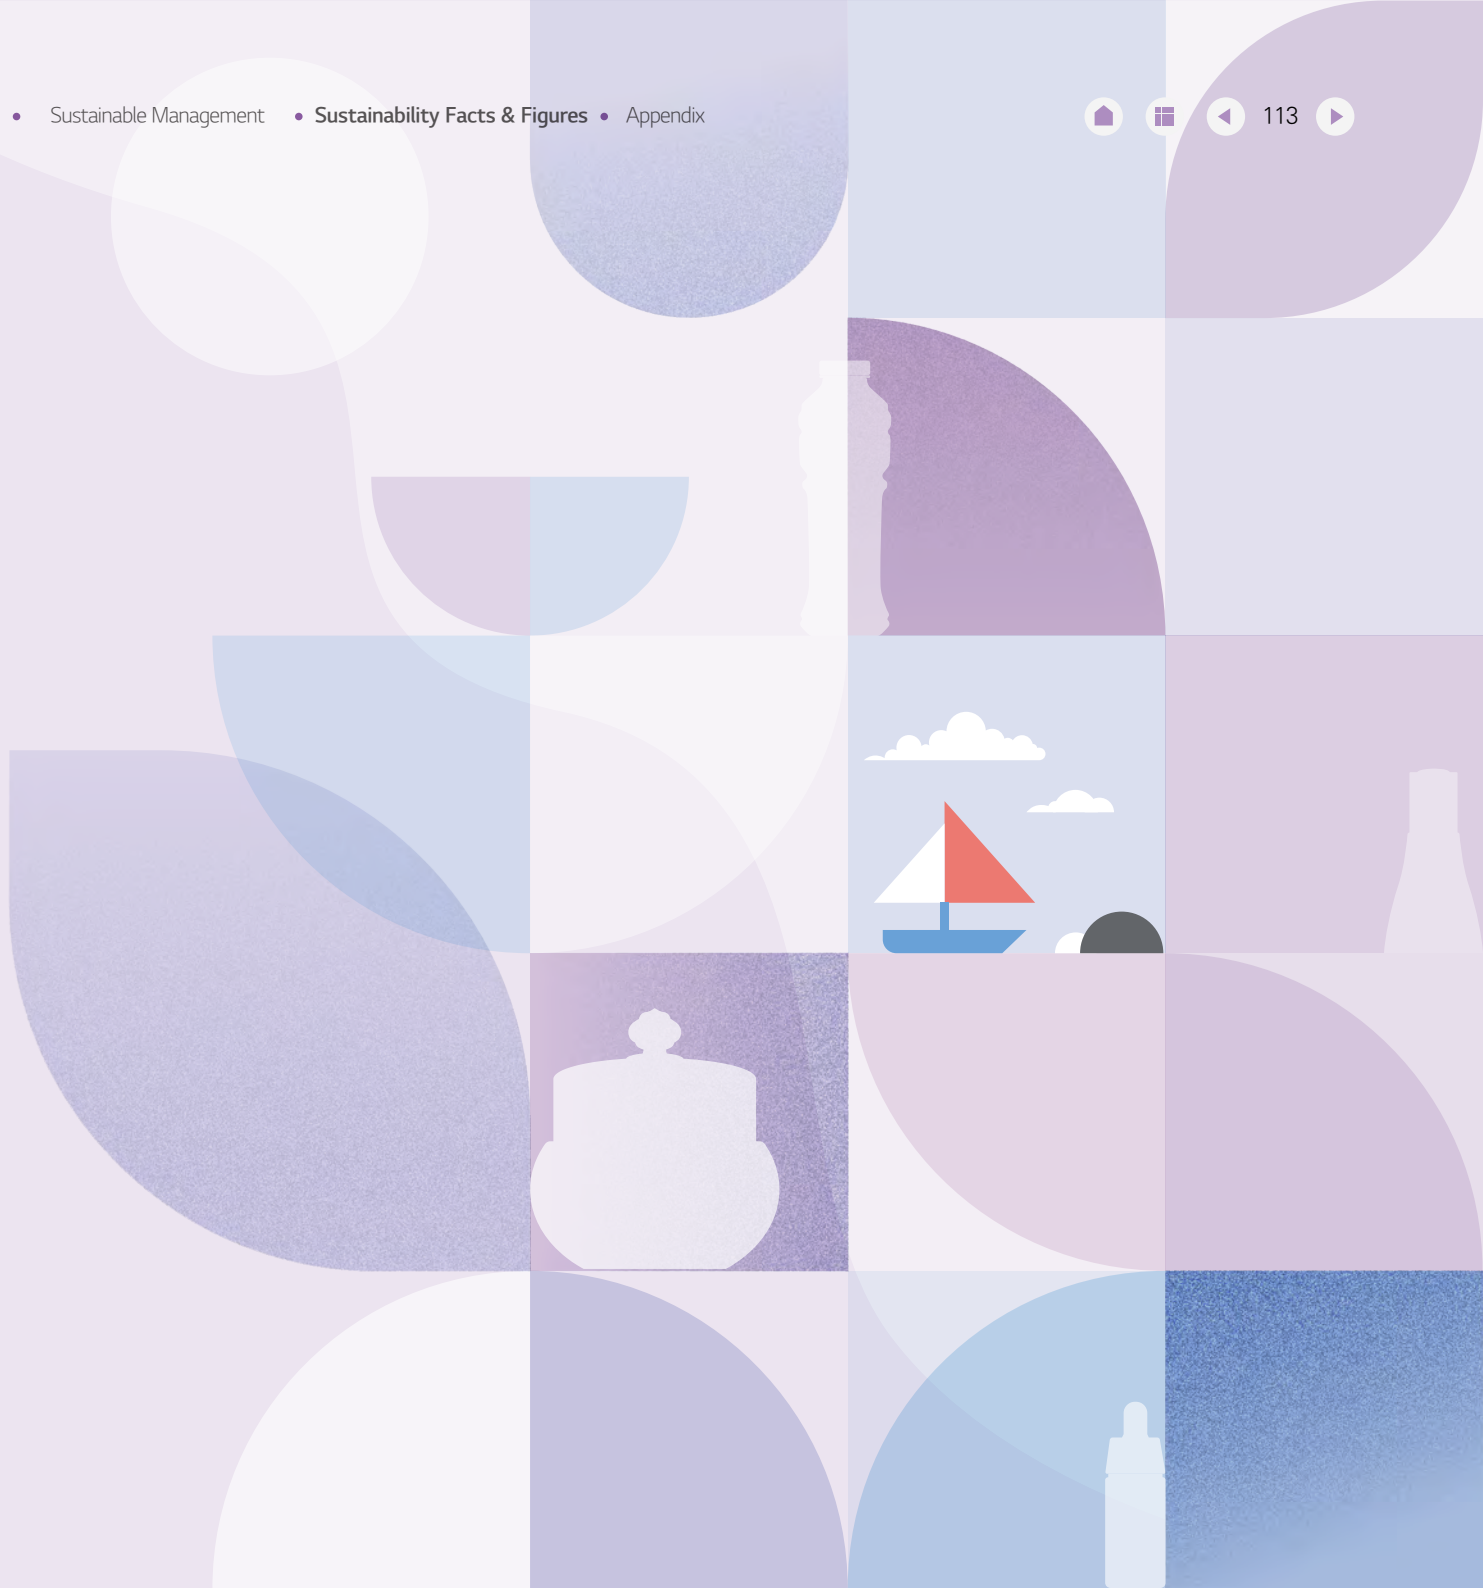 • Sustainable Management • Sustainability Facts & Figures • Appendix 113